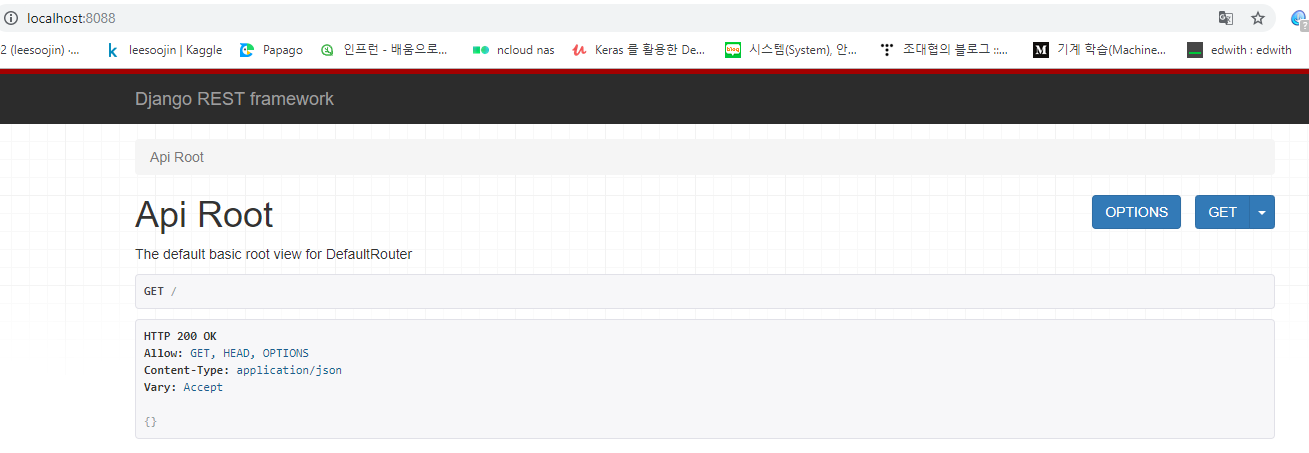 localhost:8088
2 (leesoojin) ·... leesoojin | Kaggle Papago 인프런 - 배움으로... ncloud nas Keras 를 활용한 De... 시스템(System), 안... 조대협의 블로그 ::... 기계 학습(Machine... edwith : edwith
Django REST framework
Api Root
Api Root
OPTIONS GET
The default basic root view for DefaultRouter
GET /
HTTP 200 OK
Allow: GET, HEAD, OPTIONS
Content-Type: application/json
Vary: Accept
{}